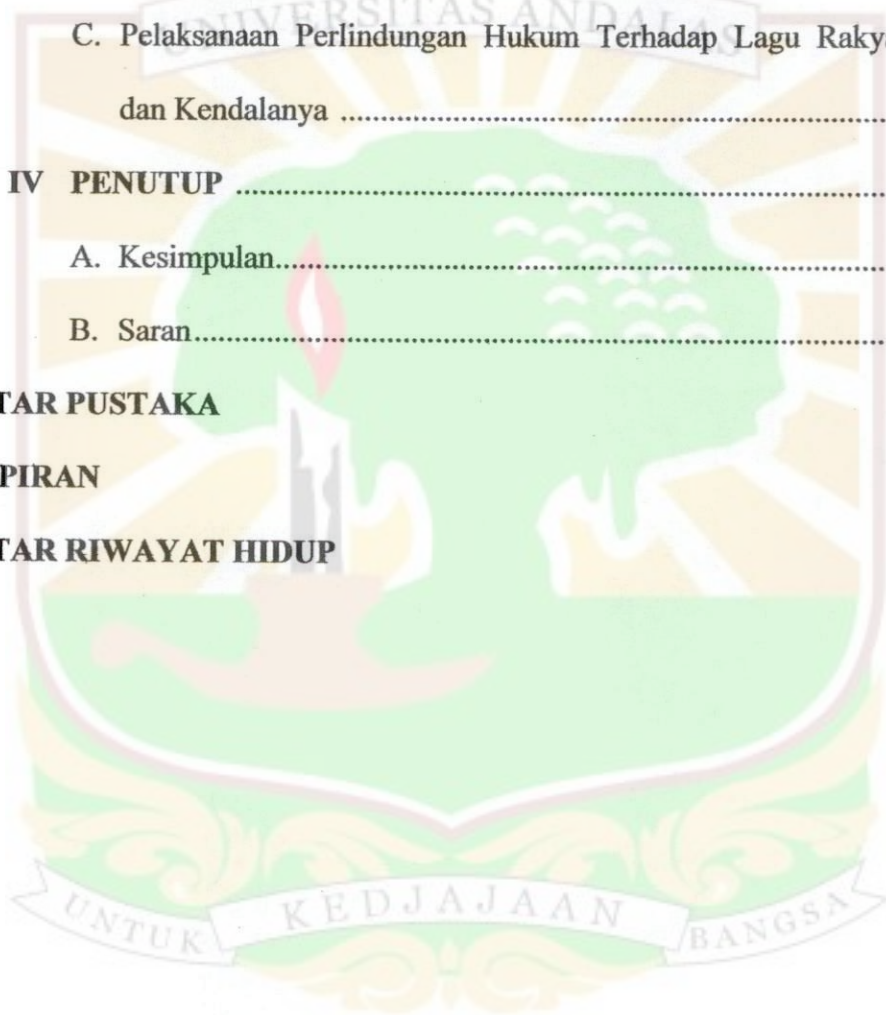 UNIVERSITAS ANDALAS
C. Pelaksanaan Perlindungan Hukum Terhadap Lagu
dan Kendalanya ........................................................................
IV PENUTUP ........................................................................
A. Kesimpulan........................................................................
B. Saran........................................................................
TAR PUSTAKA
PIRAN
TAR RIWAYAT HIDUP
UNTUK KEDJAJAAN BANGSA